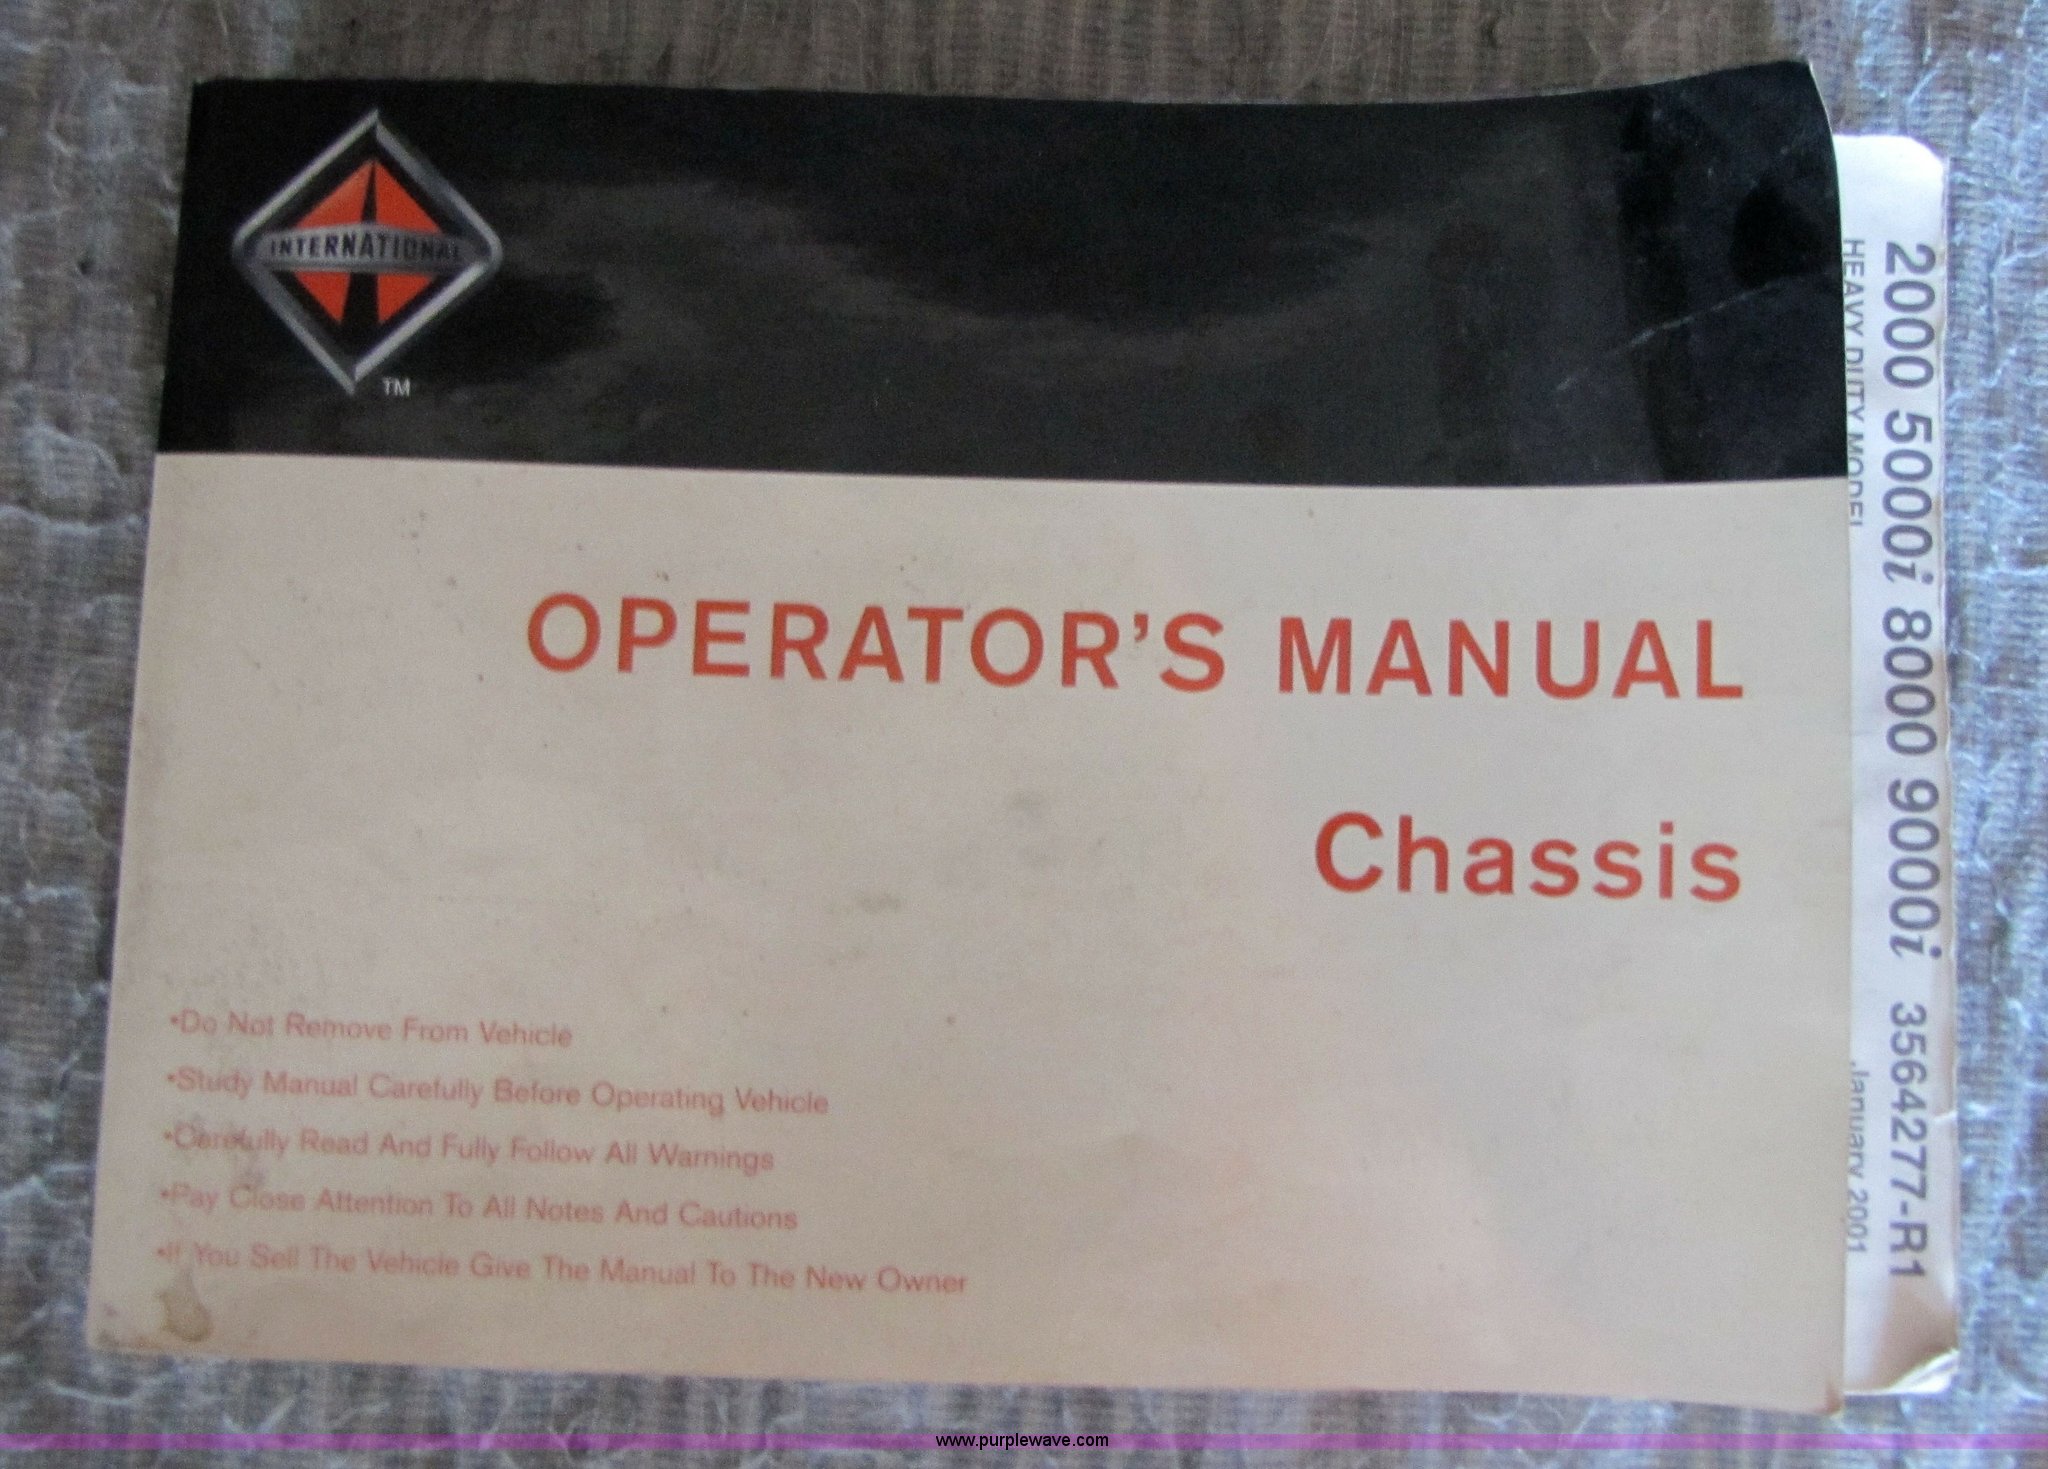 INTERNATIONAL
TM
OPERATOR'S MANUAL
Chassis
•Do Not Remove From Vehicle
•Study Manual Carefully Before Operating Vehicle
•Carefully Read And Fully Follow All Warnings
•Pay Close Attention To All Notes And Cautions
•If You Sell The Vehicle Give The Manual To The New Owner
2000 5000i 8000 9000i 3564277-R1
HEAVY DUTY MODEL
January 2001
www.purplewave.com